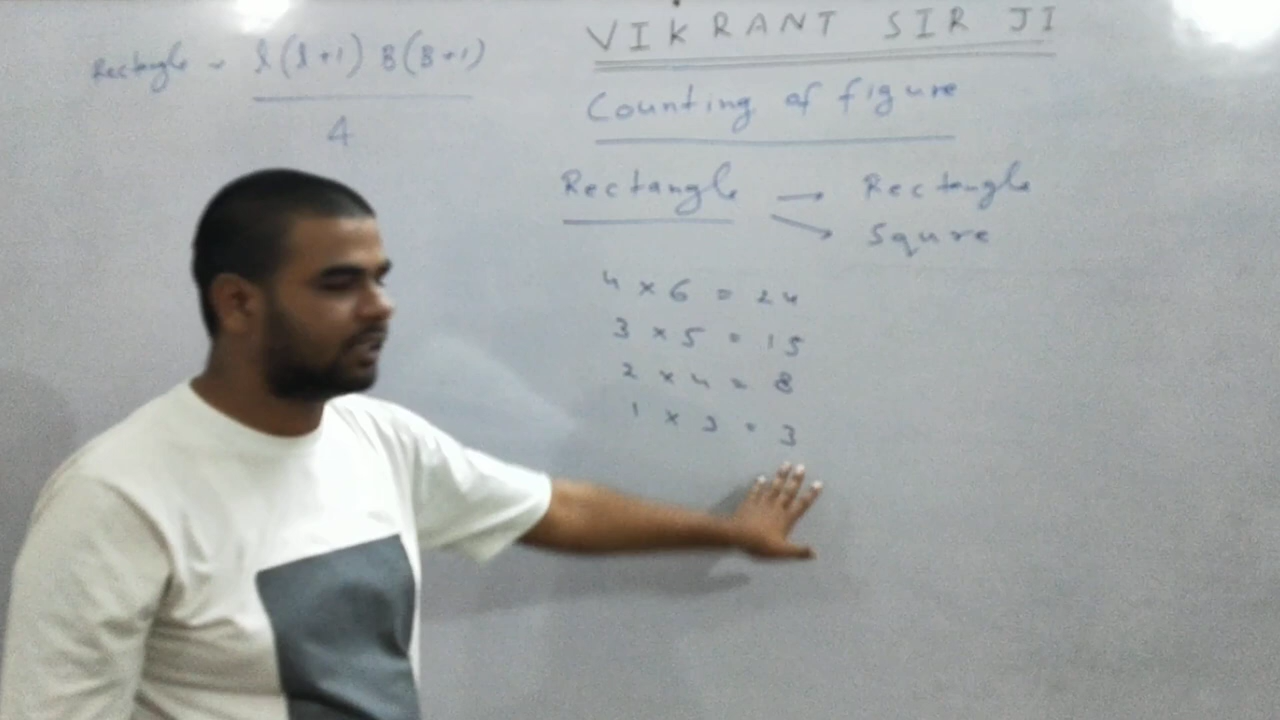 VIKRANT SIR JI
Rectangle = l(l+1) B(B+1)
4
Counting of figure
Rectangle → Rectangle
→ Squre
4 × 6 = 24
3 × 5 = 15
2 × 4 = 8
1 × 3 = 3